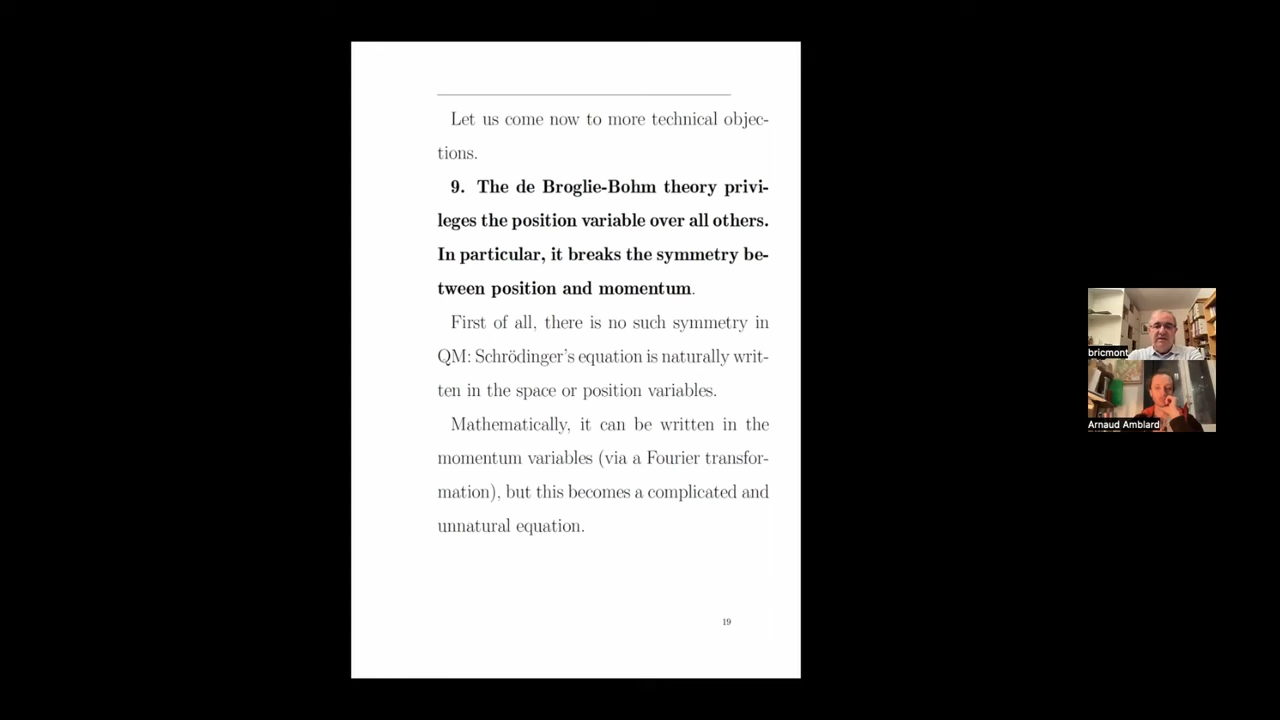 Let us come now to more technical objec-
tions.
9. The de Broglie-Bohm theory privi-
leges the position variable over all others.
In particular, it breaks the symmetry be-
tween position and momentum.
First of all, there is no such symmetry in
QM: Schrödinger's equation is naturally writ-
ten in the space or position variables.
Mathematically, it can be written in the
momentum variables (via a Fourier transfor-
mation), but this becomes a complicated and
unnatural equation.
19
bricmont
Arnaud Amblard